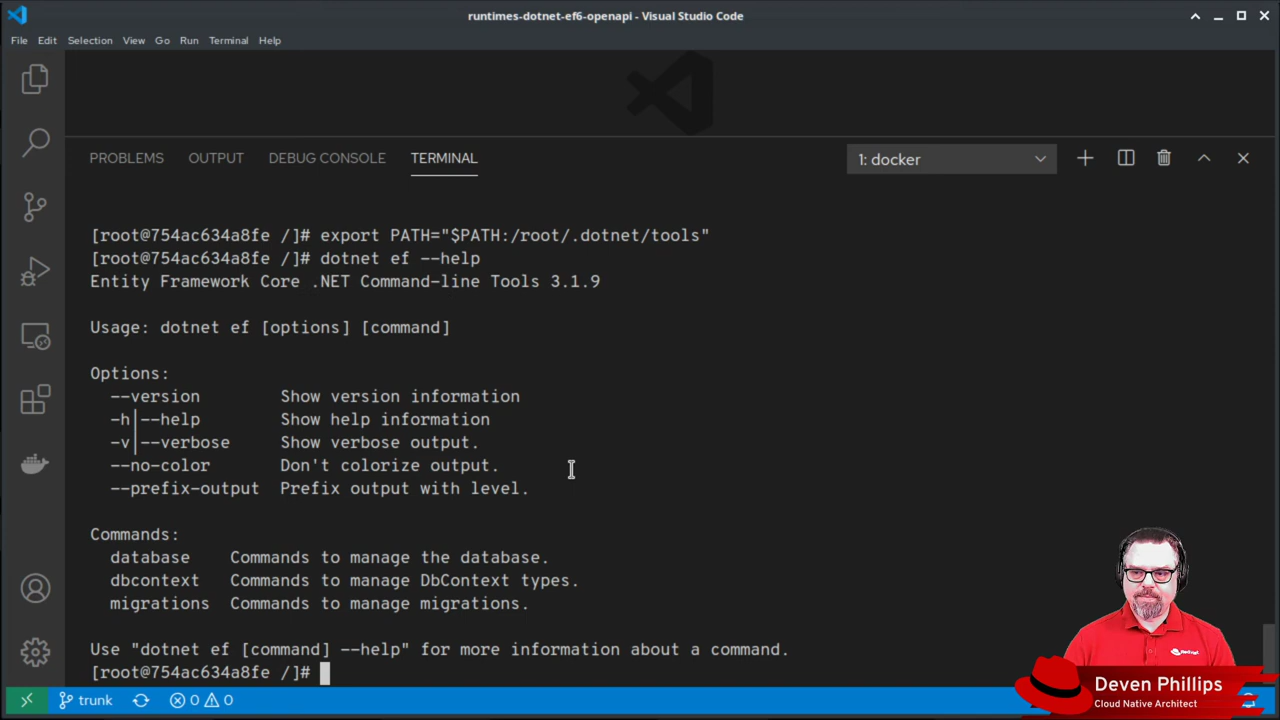 runtimes-dotnet-ef6-openapi - Visual Studio Code
File Edit Selection View Go Run Terminal Help
PROBLEMS OUTPUT DEBUG CONSOLE TERMINAL 1: docker
[root@754ac634a8fe /]# export PATH="$PATH:/root/.dotnet/tools"
[root@754ac634a8fe /]# dotnet ef --help
Entity Framework Core .NET Command-line Tools 3.1.9
Usage: dotnet ef [options] [command]
Options:
--version Show version information
-h|--help Show help information
-v|--verbose Show verbose output.
--no-color Don't colorize output.
--prefix-output Prefix output with level.
Commands:
database Commands to manage the database.
dbcontext Commands to manage DbContext types.
migrations Commands to manage migrations.
Use "dotnet ef [command] --help" for more information about a command.
[root@754ac634a8fe /]#
trunk 0 0
Red Hat
Deven Phillips
Cloud Native Architect